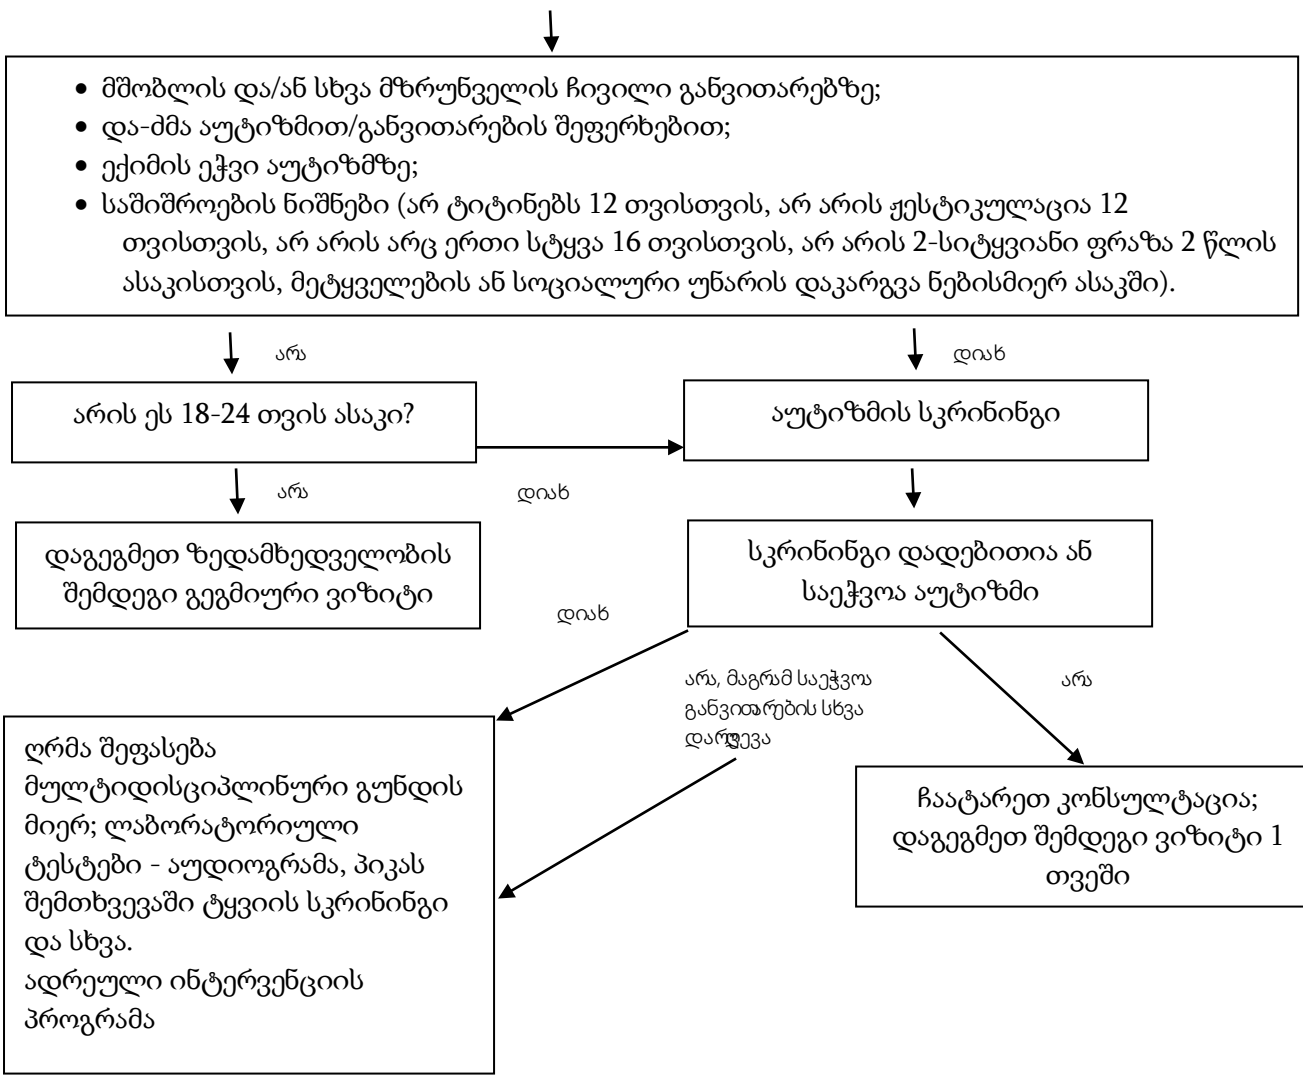 • მშობლის და/ან სხვა მზრუნველის ჩივილი განვითარებზე;
• და-ძმა აუტიზმით/განვითარების შეფერხებით;
• ექიმის ეჭვი აუტიზმზე;
• საშიშროების ნიშნები (არ ტიტინებს 12 თვისთვის, არ არის ჟესტიკულაცია 12
თვისთვის, არ არის არც ერთი სტყვა 16 თვისთვის, არ არის 2-სიტყვიანი ფრაზა 2 წლის
ასაკისთვის, მეტყველების ან სოციალური უნარის დაკარგვა ნებისმიერ ასაკში).
არა
დიახ
არის ეს 18-24 თვის ასაკი?
აუტიზმის სკრინინგი
არა
დიახ
დაგეგმეთ ზედამხედველობის
შემდეგი გეგმიური ვიზიტი
სკრინინგი დადებითია ან
საეჭვოა აუტიზმი
დიახ
არა, მაგრამ საეჭვოა
განვითარების სხვა
დარღვევა
არა
ღრმა შეფასება
მულტიდისციპლინური გუნდის
მიერ; ლაბორატორიული
ტესტები - აუდიოგრამა, პიკას
შემთხვევაში ტყვიის სკრინინგი
და სხვა.
ადრეული ინტერვენციის
პროგრამა
ჩაატარეთ კონსულტაცია;
დაგეგმეთ შემდეგი ვიზიტი 1
თვეში